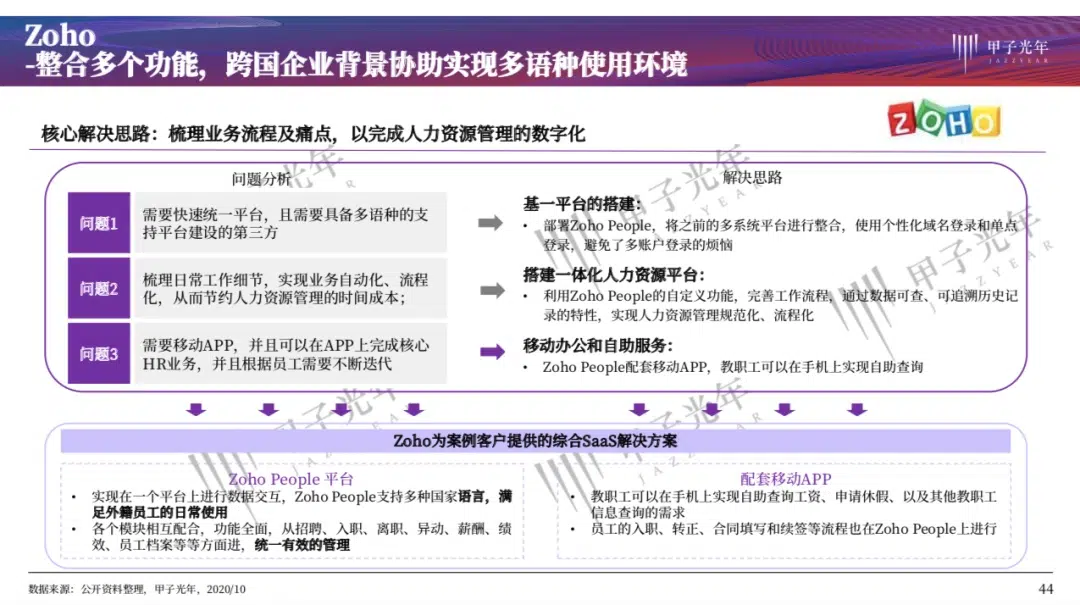 Zoho
-整合多个功能，跨国企业背景协助实现多语种使用环境
甲子光年
JAZZYEAR
ZOHO
核心解决思路：梳理业务流程及痛点，以完成人力资源管理的数字化
问题分析
解决思路
问题1
需要快速统一平台，且需要具备多语种的支
持平台建设的第三方
基一平台的搭建：
• 部署Zoho People，将之前的多系统平台进行整合，使用个性化域名登录和单点
登录，避免了多账户登录的烦恼
问题2
梳理日常工作细节，实现业务自动化、流程
化，从而节约人力资源管理的时间成本；
搭建一体化人力资源平台：
• 利用Zoho People的自定义功能，完善工作流程，通过数据可查、可追溯历史记
录的特性，实现人力资源管理规范化、流程化
问题3
需要移动APP，并且可以在APP上完成核心
HR业务，并且根据员工需要不断迭代
移动办公和自助服务：
• Zoho People配套移动APP，教职工可以在手机上实现自助查询
Zoho为案例客户提供的综合SaaS解决方案
Zoho People 平台
• 实现在一个平台上进行数据交互，Zoho People支持多种国家语言，满
足外籍员工的日常使用
• 各个模块相互配合，功能全面，从招聘、入职、离职、异动、薪酬、绩
效、员工档案等等方面进，统一有效的管理
配套移动APP
• 教职工可以在手机上实现自助查询工资、申请休假、以及其他教职工
信息查询的需求
• 员工的入职、转正、合同填写和续签等流程也在Zoho People上进行
数据来源：公开资料整理，甲子光年，2020/10
44
甲子光年
JAZZYEAR
甲子光年
JAZZYEAR
甲子光年
JAZZYEAR
甲子光年
JAZZYEAR
甲子光年
JAZZYEAR